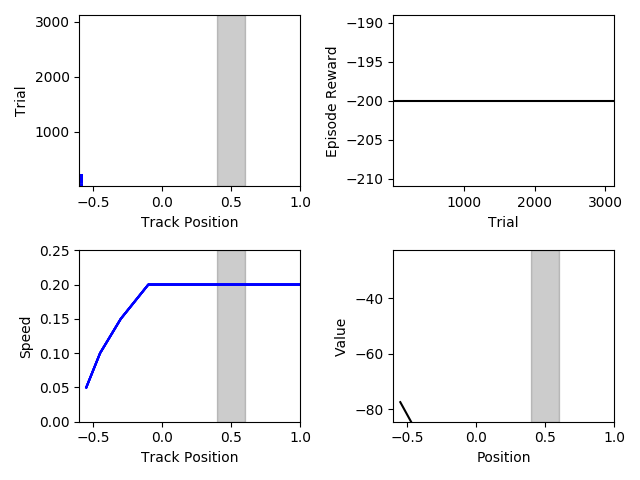 3000
2000
1000
Trial
−0.5 0.0 0.5 1.0
Track Position
−190
−195
−200
−205
−210
Episode Reward
1000 2000 3000
Trial
0.25
0.20
0.15
0.10
0.05
0.00
Speed
−0.5 0.0 0.5 1.0
Track Position
−40
−60
−80
Value
−0.5 0.0 0.5 1.0
Position